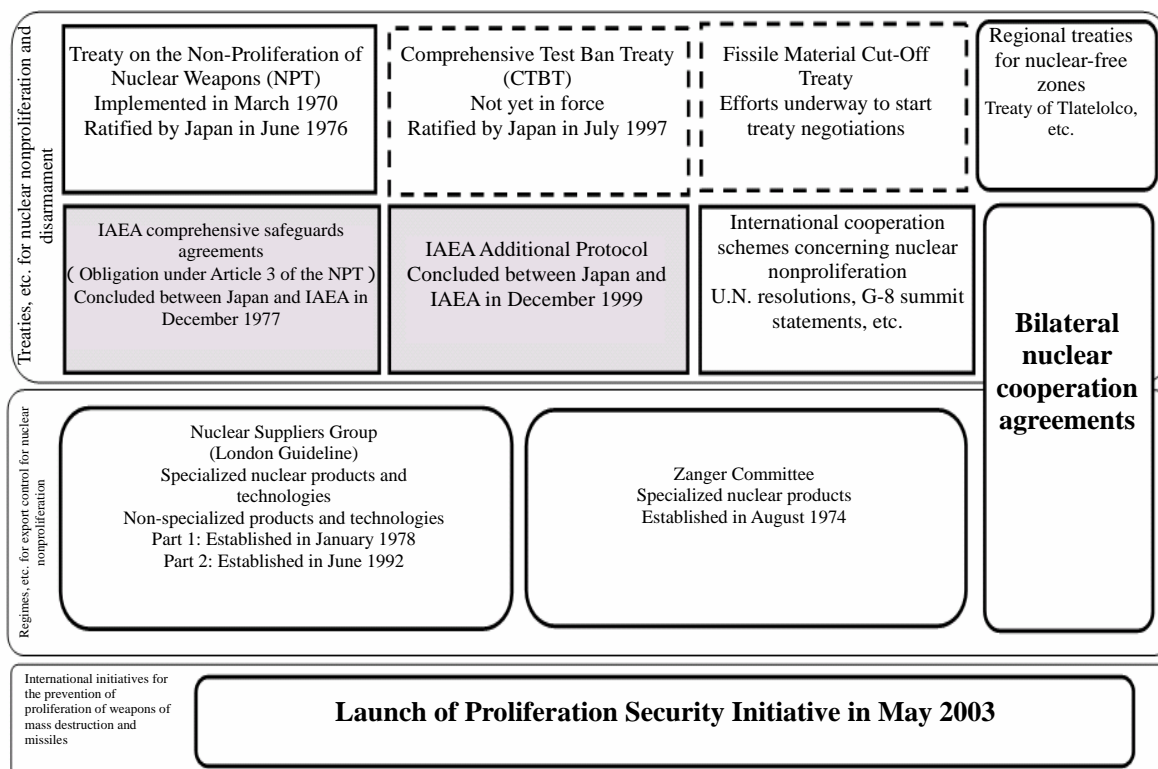 Treaties, etc. for nuclear nonproliferation and
disarmament
Treaty on the Non-Proliferation of
Nuclear Weapons (NPT)
Implemented in March 1970
Ratified by Japan in June 1976
Comprehensive Test Ban Treaty
(CTBT)
Not yet in force
Ratified by Japan in July 1997
Fissile Material Cut-Off
Treaty
Efforts underway to start
treaty negotiations
Regional treaties
for nuclear-free
zones
Treaty of Tlatelolco,
etc.
IAEA comprehensive safeguards
agreements
( Obligation under Article 3 of the NPT )
Concluded between Japan and IAEA in
December 1977
IAEA Additional Protocol
Concluded between Japan and
IAEA in December 1999
International cooperation
schemes concerning nuclear
nonproliferation
U.N. resolutions, G-8 summit
statements, etc.
Bilateral
nuclear
cooperation
agreements
Regimes, etc. for export control for nuclear
nonproliferation
Nuclear Suppliers Group
(London Guideline)
Specialized nuclear products and
technologies
Non-specialized products and technologies
Part 1: Established in January 1978
Part 2: Established in June 1992
Zanger Committee
Specialized nuclear products
Established in August 1974
International initiatives for
the prevention of
proliferation of weapons of
mass destruction and
missiles
Launch of Proliferation Security Initiative in May 2003